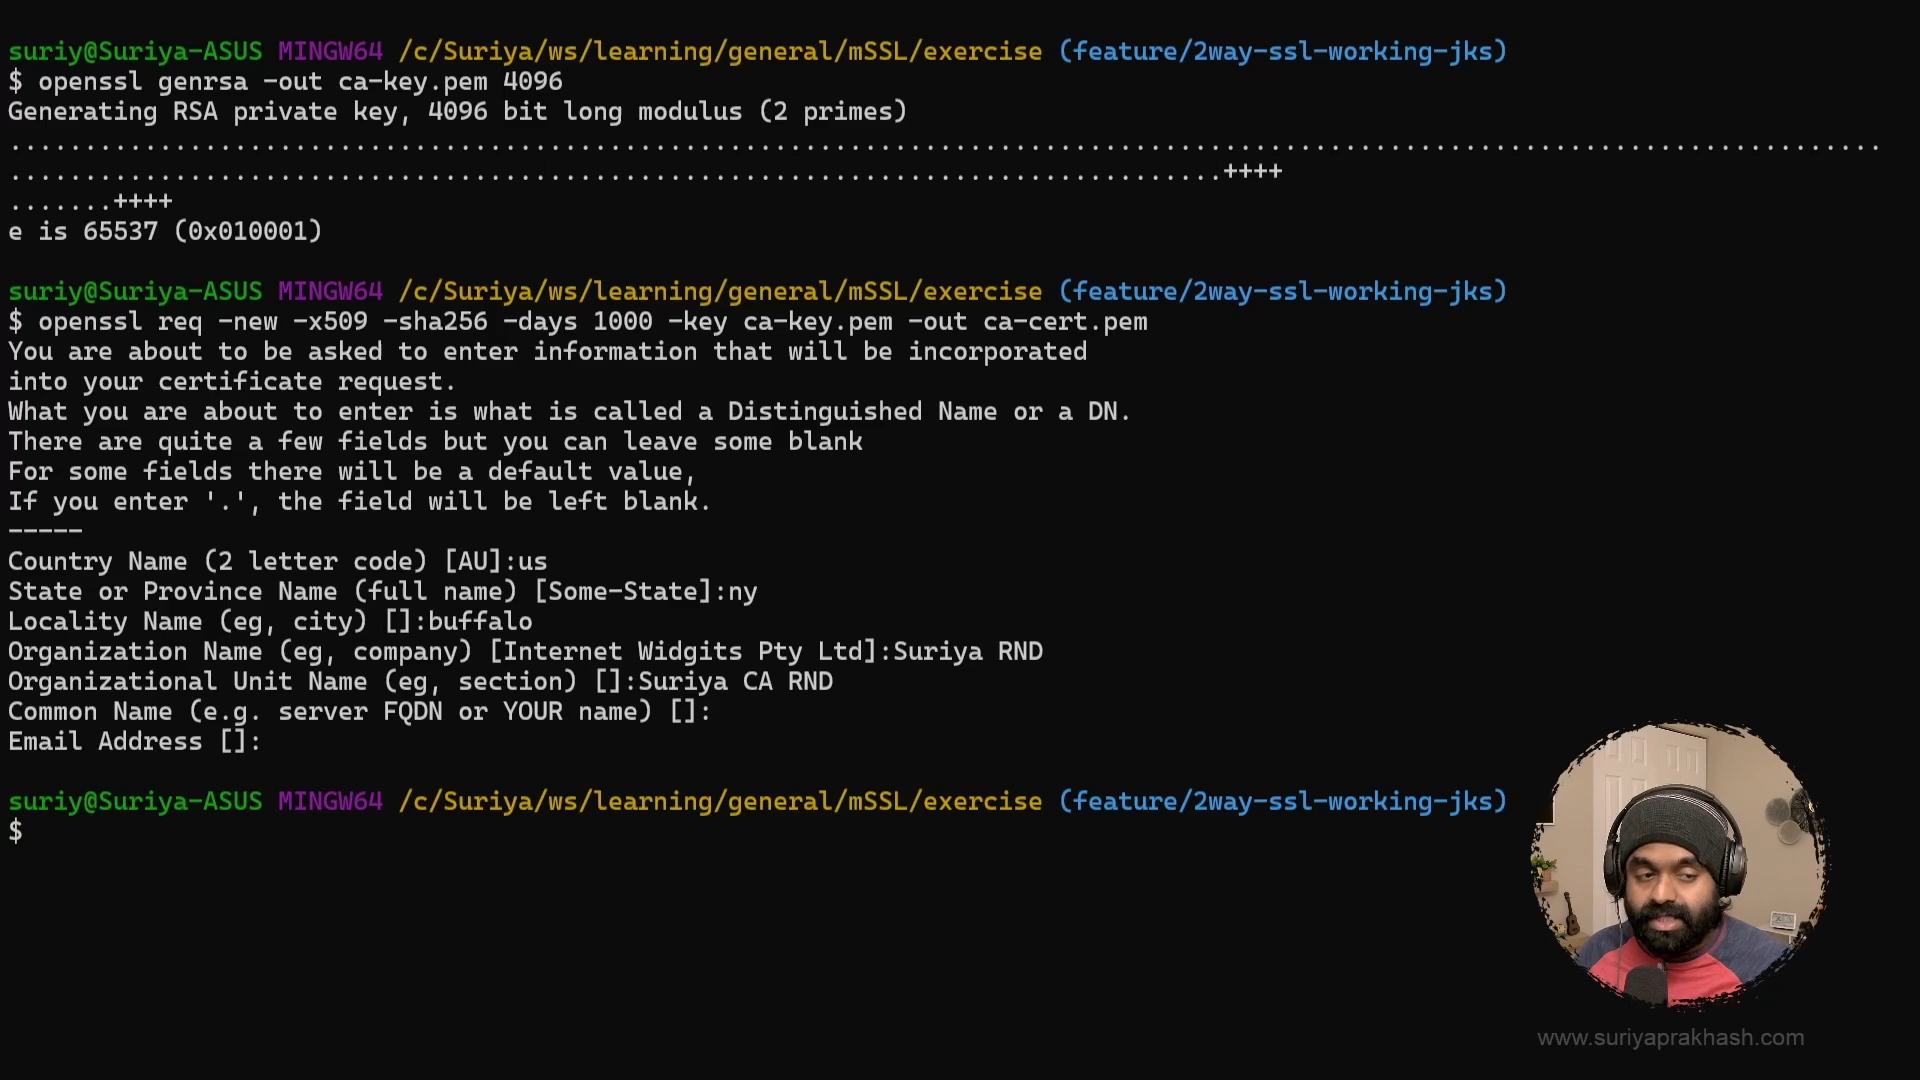 suriy@Suriya-ASUS MINGW64 /c/Suriya/ws/learning/general/mSSL/exercise (feature/2way-ssl-working-jks)
$ openssl genrsa -out ca-key.pem 4096
Generating RSA private key, 4096 bit long modulus (2 primes)
.............................................................................................................................
.................................................................................++++
.......++++
e is 65537 (0x010001)
suriy@Suriya-ASUS MINGW64 /c/Suriya/ws/learning/general/mSSL/exercise (feature/2way-ssl-working-jks)
$ openssl req -new -x509 -sha256 -days 1000 -key ca-key.pem -out ca-cert.pem
You are about to be asked to enter information that will be incorporated
into your certificate request.
What you are about to enter is what is called a Distinguished Name or a DN.
There are quite a few fields but you can leave some blank
For some fields there will be a default value,
If you enter '.', the field will be left blank.
-----
Country Name (2 letter code) [AU]:us
State or Province Name (full name) [Some-State]:ny
Locality Name (eg, city) []:buffalo
Organization Name (eg, company) [Internet Widgits Pty Ltd]:Suriya RND
Organizational Unit Name (eg, section) []:Suriya CA RND
Common Name (e.g. server FQDN or YOUR name) []:
Email Address []:
suriy@Suriya-ASUS MINGW64 /c/Suriya/ws/learning/general/mSSL/exercise (feature/2way-ssl-working-jks)
$
www.suriyaprakhash.com